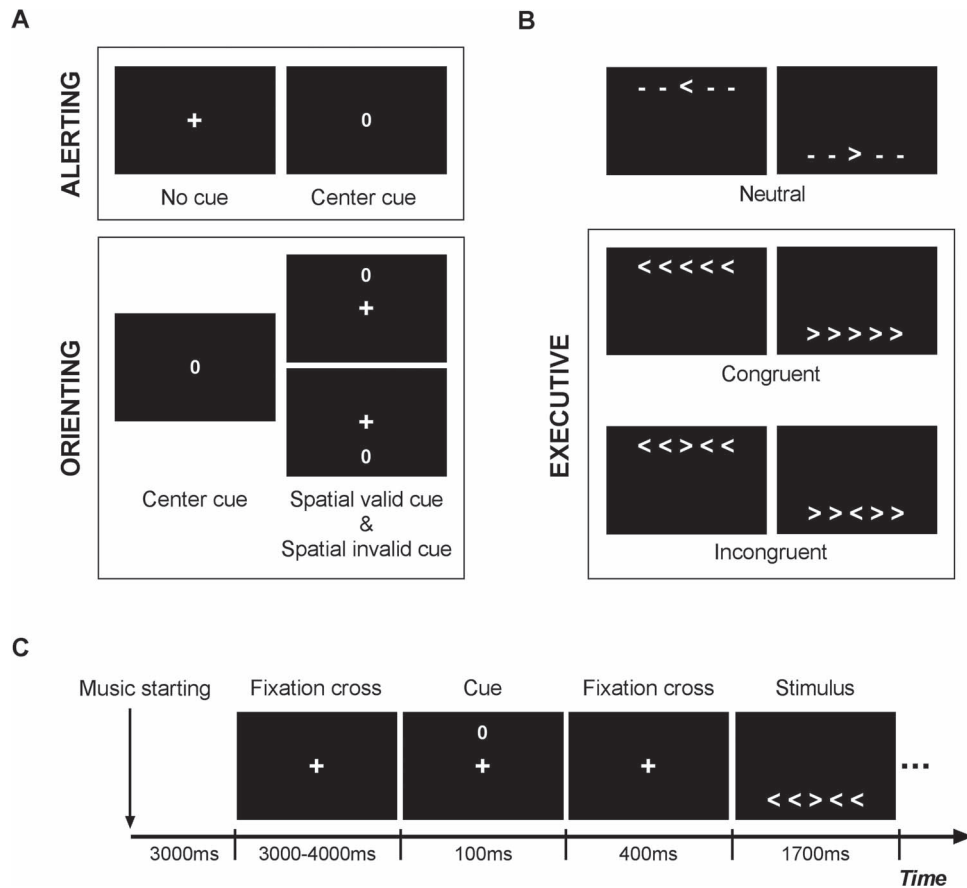 A
ALERTING
+
0
No cue
Center cue
ORIENTING
0
0
+
+
0
Center cue
Spatial valid cue
&
Spatial invalid cue
B
- - < - -
- - > - -
Neutral
EXECUTIVE
< < < < <
> > > > >
Congruent
< < > < <
> > < > >
Incongruent
C
Music starting
Fixation cross
Cue
Fixation cross
Stimulus
+
0
+
+
< < > < <
...
3000ms
3000-4000ms
100ms
400ms
1700ms
Time